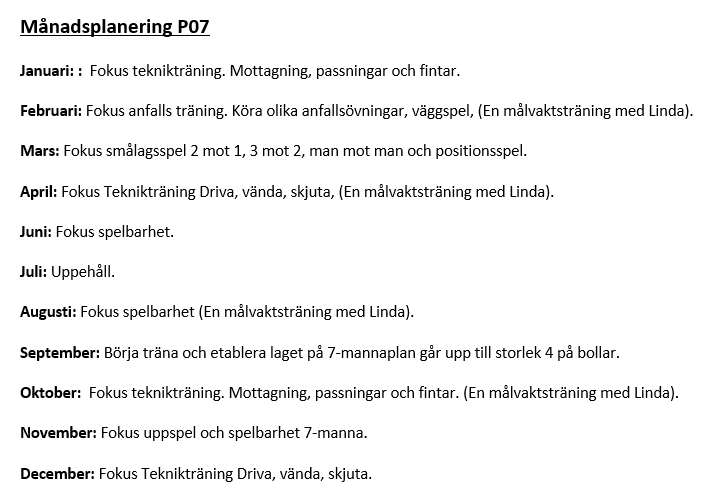 Månadsplanering P07
Januari: :  Fokus teknikträning. Mottagning, passningar och fintar.
Februari: Fokus anfalls träning. Köra olika anfallsövningar, väggspel, (En målvaktsträning med Linda).
Mars: Fokus smålagsspel 2 mot 1, 3 mot 2, man mot man och positionsspel.
April: Fokus Teknikträning Driva, vända, skjuta, (En målvaktsträning med Linda).
Juni: Fokus spelbarhet.
Juli: Uppehåll.
Augusti: Fokus spelbarhet (En målvaktsträning med Linda).
September: Börja träna och etablera laget på 7-mannaplan går upp till storlek 4 på bollar.
Oktober:  Fokus teknikträning. Mottagning, passningar och fintar. (En målvaktsträning med Linda).
November: Fokus uppspel och spelbarhet 7-manna.
December: Fokus Teknikträning Driva, vända, skjuta.